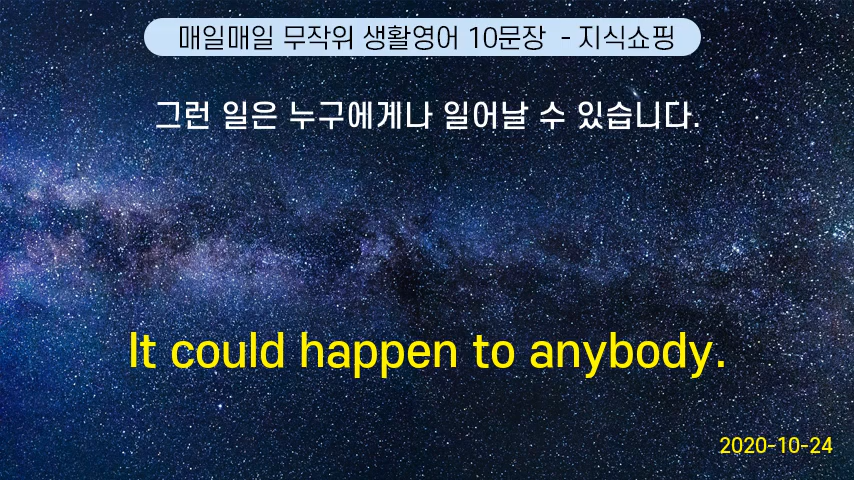 매일매일 무작위 생활영어 10문장 - 지식쇼핑
그런 일은 누구에게나 일어날 수 있습니다.
It could happen to anybody.
2020-10-24